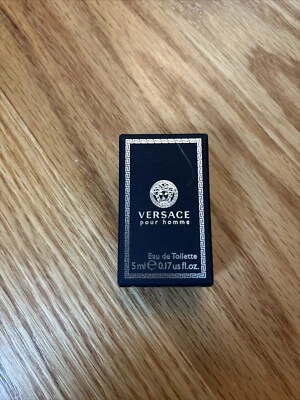 VERSACE
pour homme
Eau de Toilette
5 ml ℮ 0.17 us fl.oz.